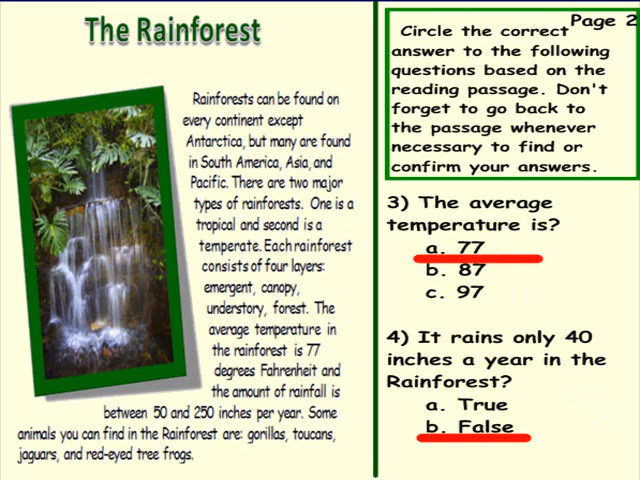 The Rainforest
Rainforests can be found on
every continent except
Antarctica, but many are found
in South America, Asia, and
Pacific. There are two major
types of rainforests. One is a
tropical and second is a
temperate. Each rainforest
consists of four layers:
emergent, canopy,
understory, forest. The
average temperature in
the rainforest is 77
degrees Fahrenheit and
the amount of rainfall is
between 50 and 250 inches per year. Some
animals you can find in the Rainforest are: gorillas, toucans,
jaguars, and red-eyed tree frogs.
Page 2
Circle the correct
answer to the following
questions based on the
reading passage. Don't
forget to go back to
the passage whenever
necessary to find or
confirm your answers.
3) The average
temperature is?
a. 77
b. 87
c. 97
4) It rains only 40
inches a year in the
Rainforest?
a. True
b. False